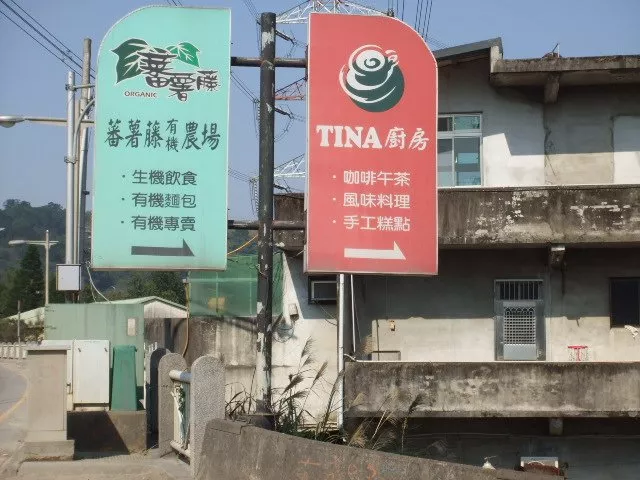 蕃薯藤
ORGANIC
蕃薯藤有機農場
·生機飲食
·有機麵包
·有機專賣
TINA廚房
·咖啡午茶
·風味料理
·手工糕點